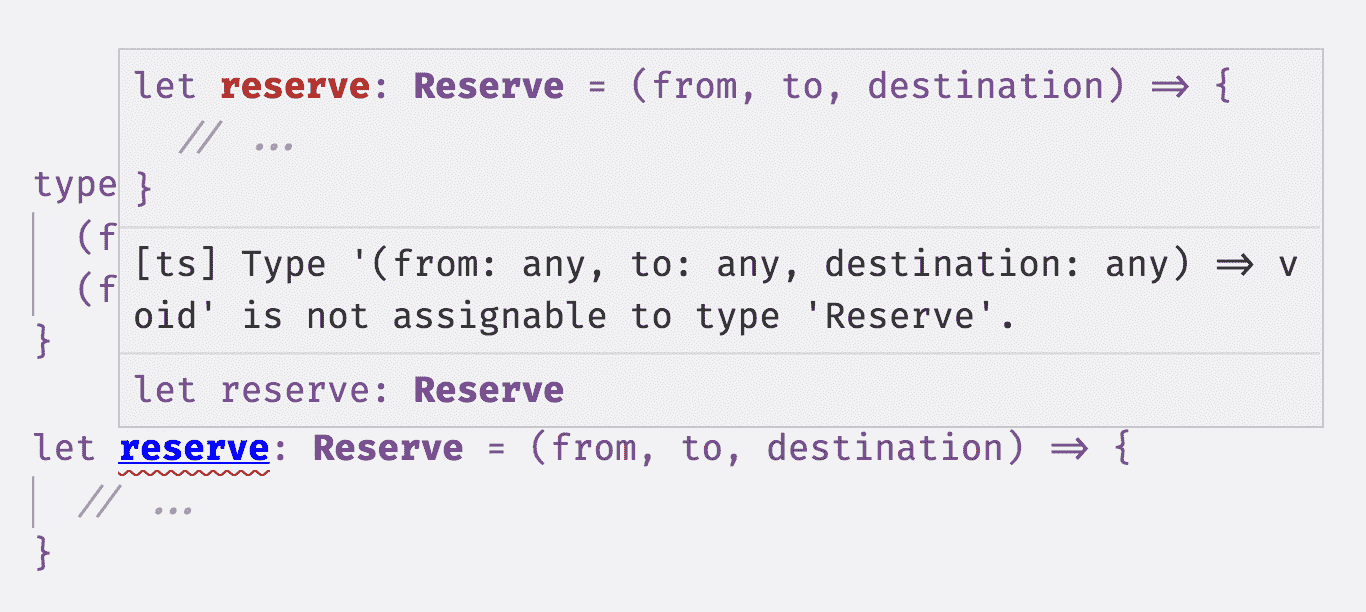 let reserve: Reserve = (from, to, destination) => {
// ...
}
type
(f
(f
}
[ts] Type '(from: any, to: any, destination: any) => v
oid' is not assignable to type 'Reserve'.
let reserve: Reserve
let reserve: Reserve = (from, to, destination) => {
// ...
}